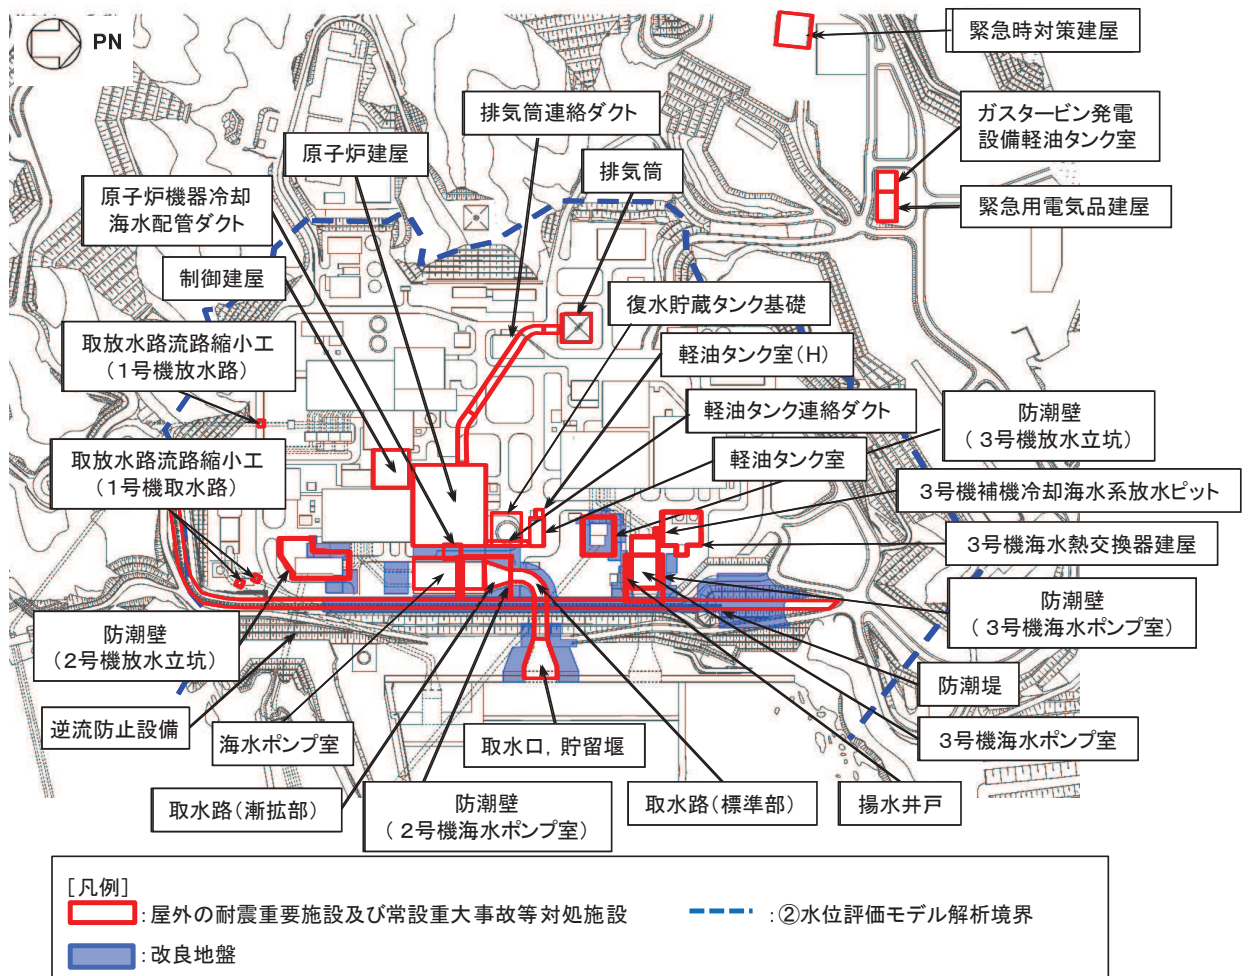 PN
緊急時対策建屋
排気筒連絡ダクト
ガスタービン発電
設備軽油タンク室
原子炉建屋
排気筒
原子炉機器冷却
海水配管ダクト
緊急用電気品建屋
制御建屋
復水貯蔵タンク基礎
取放水路流路縮小工
(1号機放水路)
軽油タンク室(H)
軽油タンク連絡ダクト
防潮壁
(3号機放水立坑)
取放水路流路縮小工
(1号機取水路)
軽油タンク室
3号機補機冷却海水系放水ピット
3号機海水熱交換器建屋
防潮壁
(2号機放水立坑)
防潮壁
(3号機海水ポンプ室)
防潮堤
逆流防止設備
海水ポンプ室
取水口,貯留堰
3号機海水ポンプ室
取水路(漸拡部)
防潮壁
(2号機海水ポンプ室)
取水路(標準部)
揚水井戸
[凡例]
:屋外の耐震重要施設及び常設重大事故等対処施設
:②水位評価モデル解析境界
:改良地盤